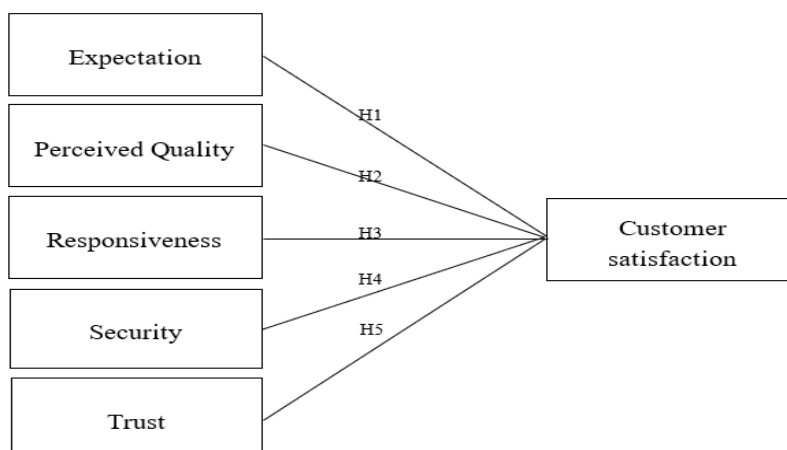 Expectation
H1
Perceived Quality
H2
Responsiveness
H3
Customer
satisfaction
H4
Security
H5
Trust